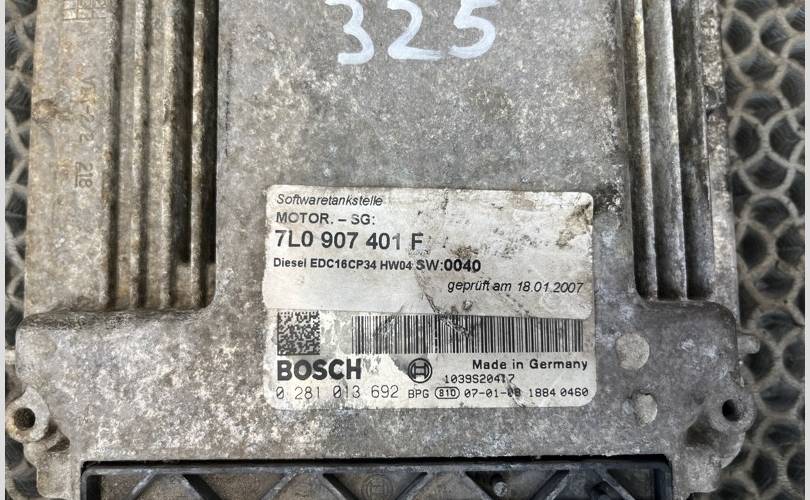 325
Softwaretankstelle
MOTOR. - SG:
7L0 907 401 F
Diesel EDC16CP34 HW04 SW:0040
geprüft am 18.01.2007
BOSCH
Made in Germany
1039S20417
0 281 013 692 BPG 810 07-01-08 1884 0460